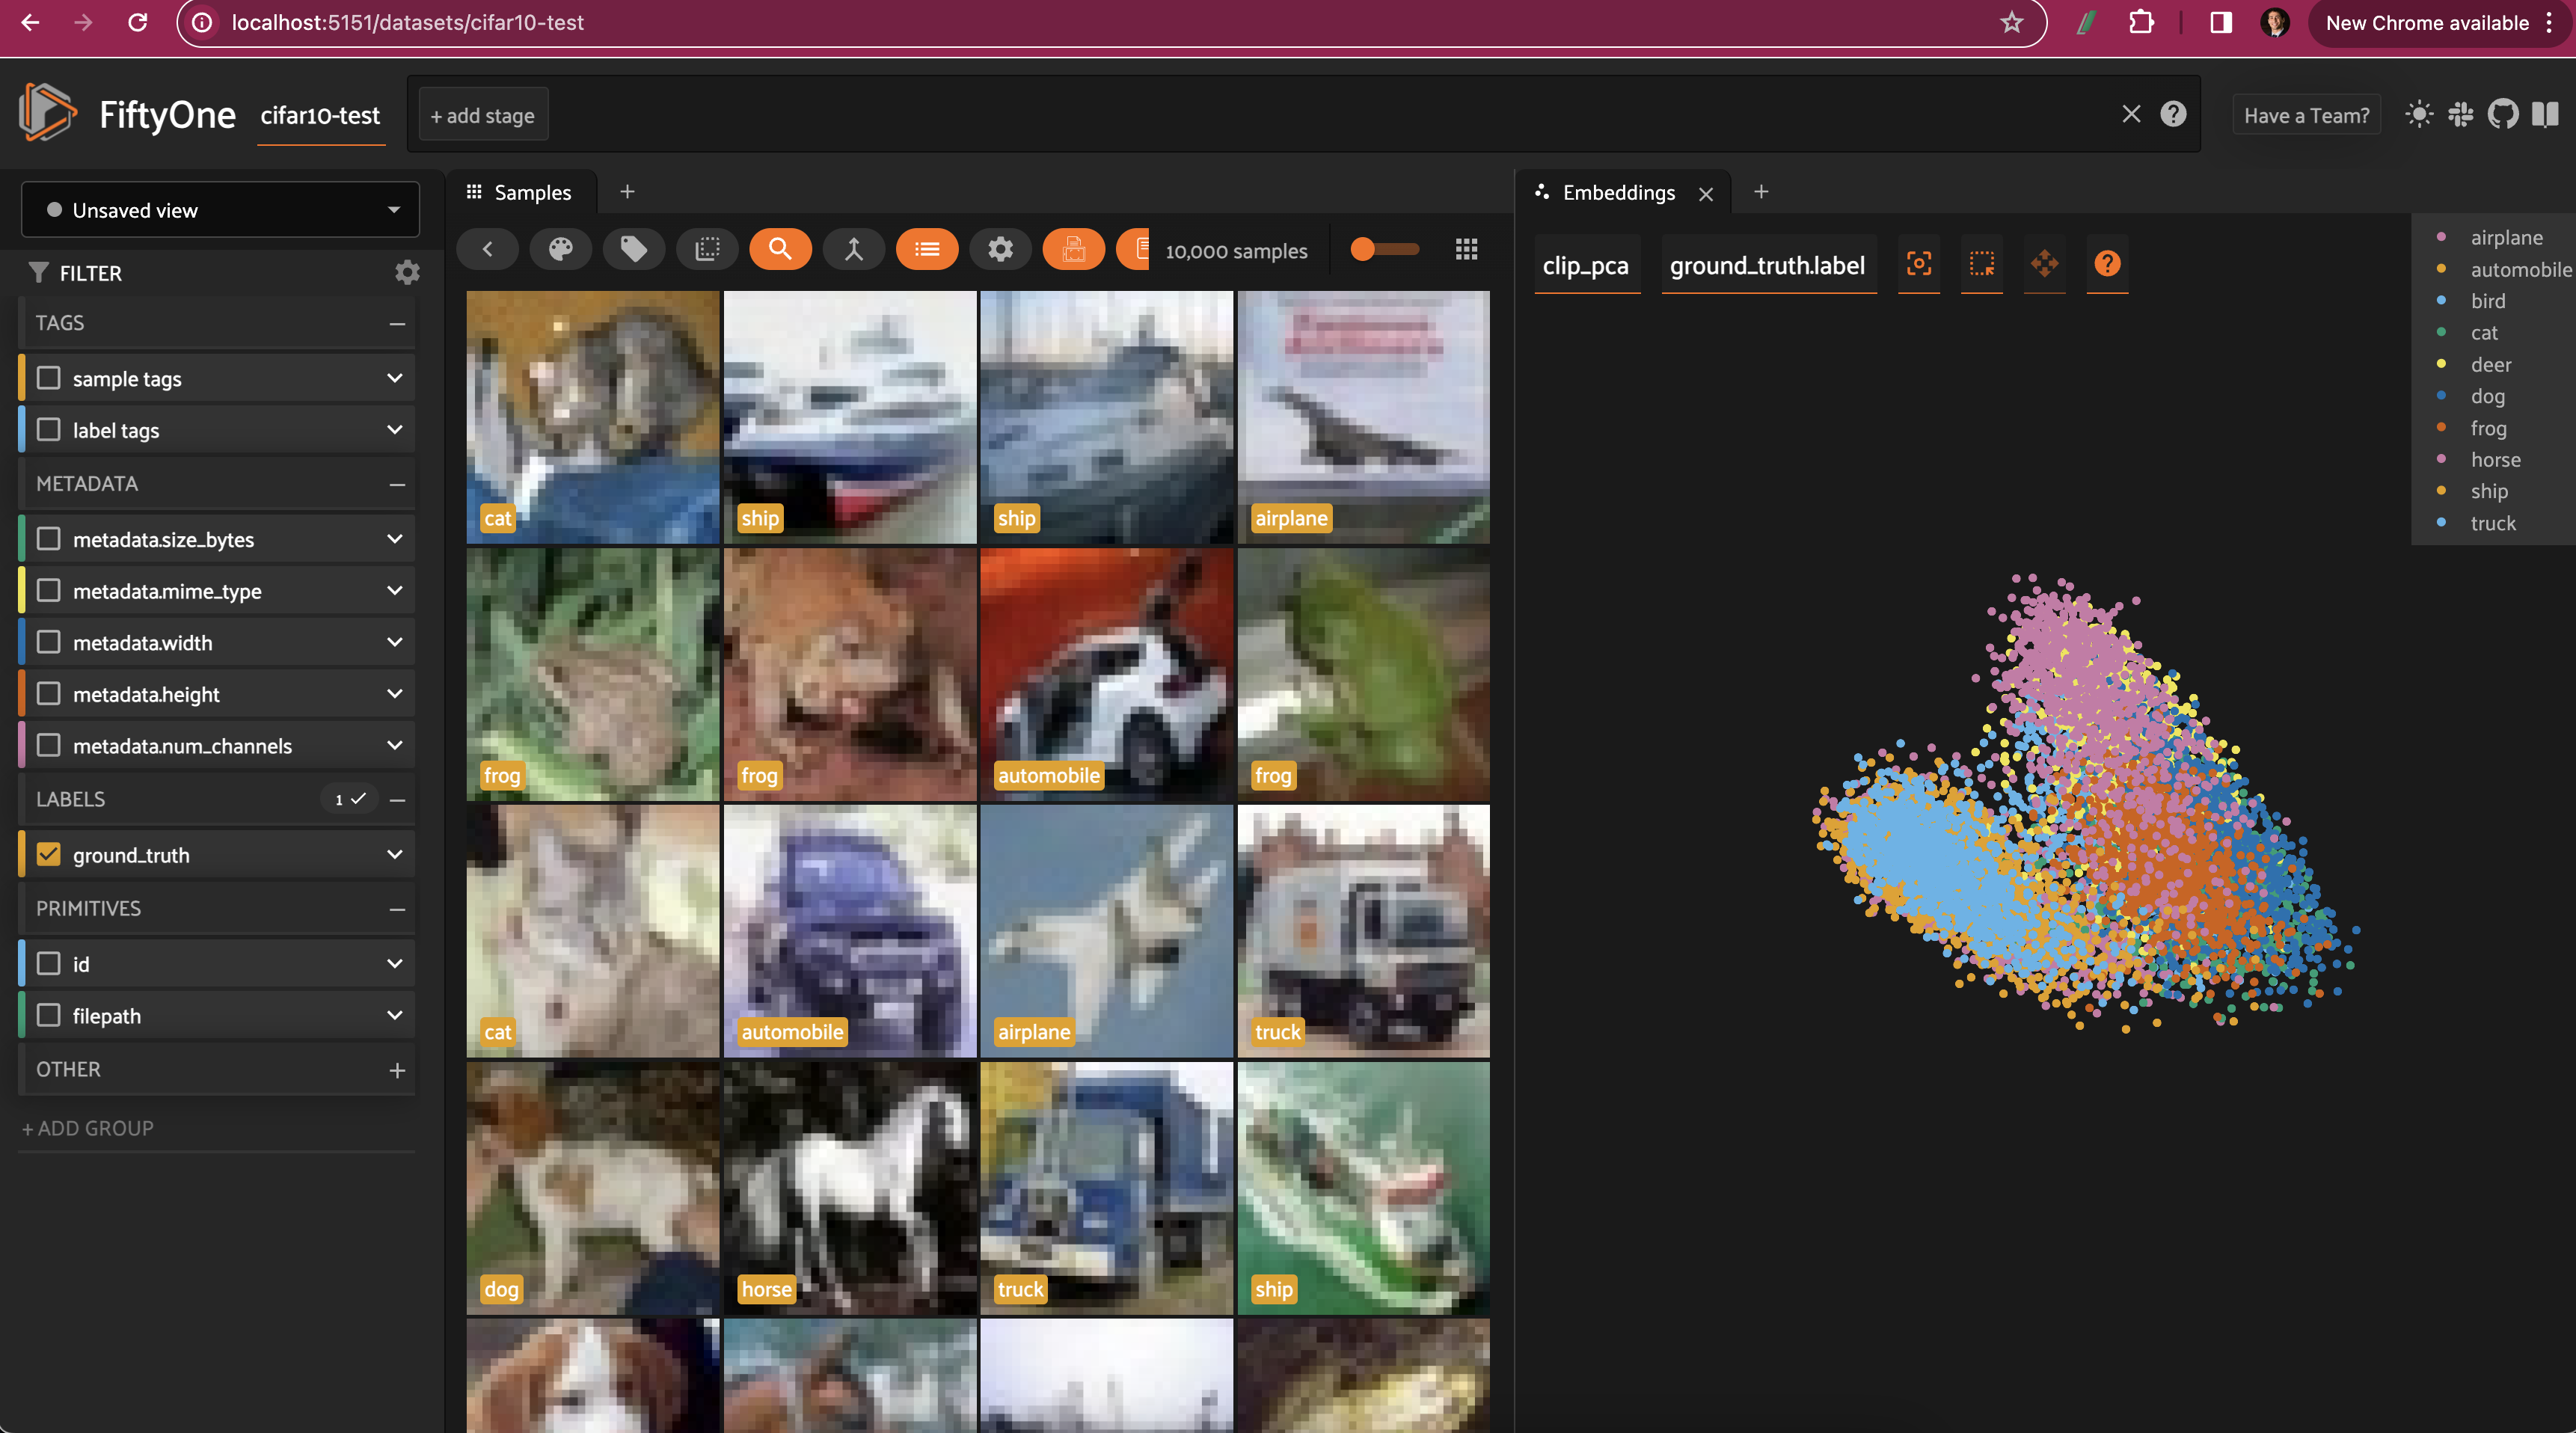 localhost:5151/datasets/cifar10-test
New Chrome available
FiftyOne
cifar10-test
+ add stage
Have a Team?
Unsaved view
FILTER
TAGS
sample tags
label tags
METADATA
metadata.size_bytes
metadata.mime_type
metadata.width
metadata.height
metadata.num_channels
LABELS
1
ground_truth
PRIMITIVES
id
filepath
OTHER
+ ADD GROUP
Samples
10,000 samples
cat
ship
ship
airplane
frog
frog
automobile
frog
cat
automobile
airplane
truck
dog
horse
truck
ship
Embeddings
clip_pca
ground_truth.label
airplane
automobile
bird
cat
deer
dog
frog
horse
ship
truck